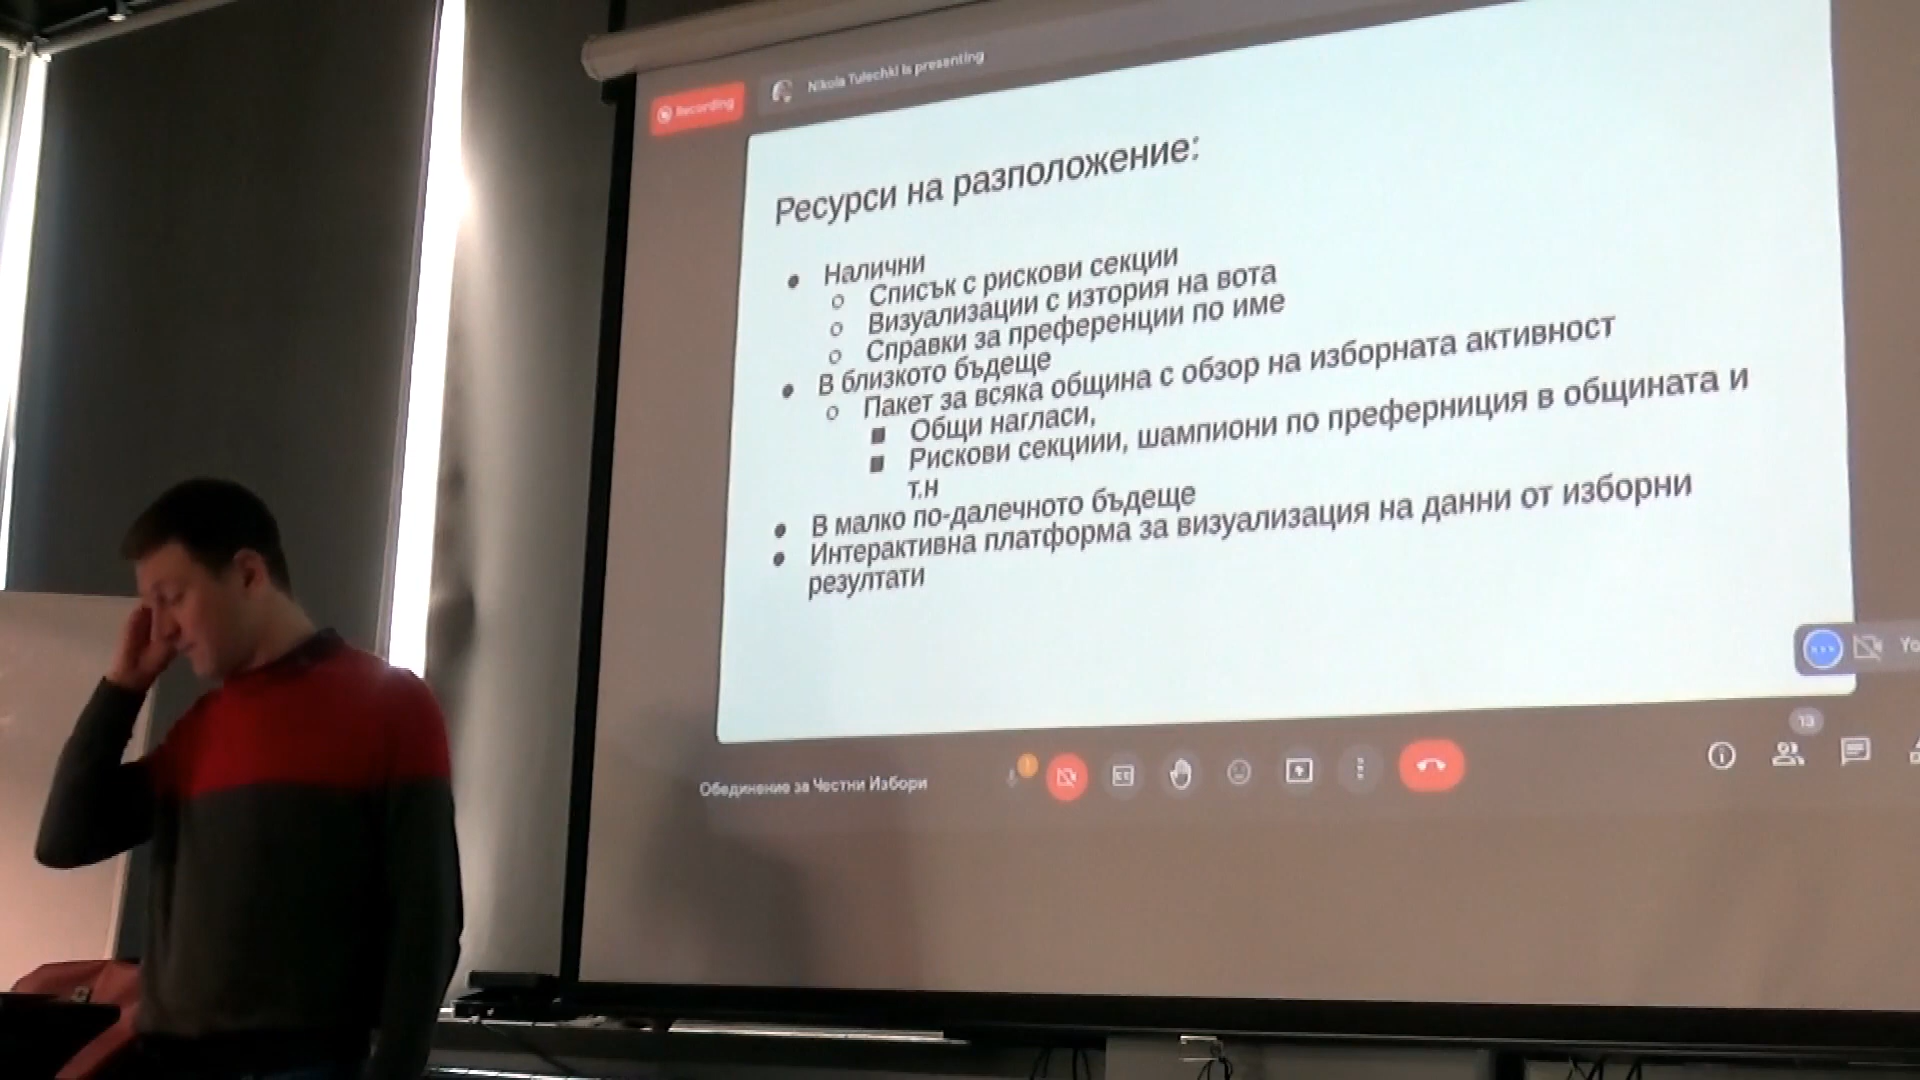 Recording
Nikola Tulechki is presenting
Ресурси на разположение:
Налични
Списък с рискови секции
Визуализации с изтория на вота
Справки за преференции по име
В близкото бъдеще
Пакет за всяка община с обзор на изборната активност
Общи нагласи,
Рискови секциии, шампиони по преферниция в общината и
т.н
В малко по-далечното бъдеще
Интерактивна платформа за визуализация на данни от изборни
резултати
13
Обединение за Честни Избори